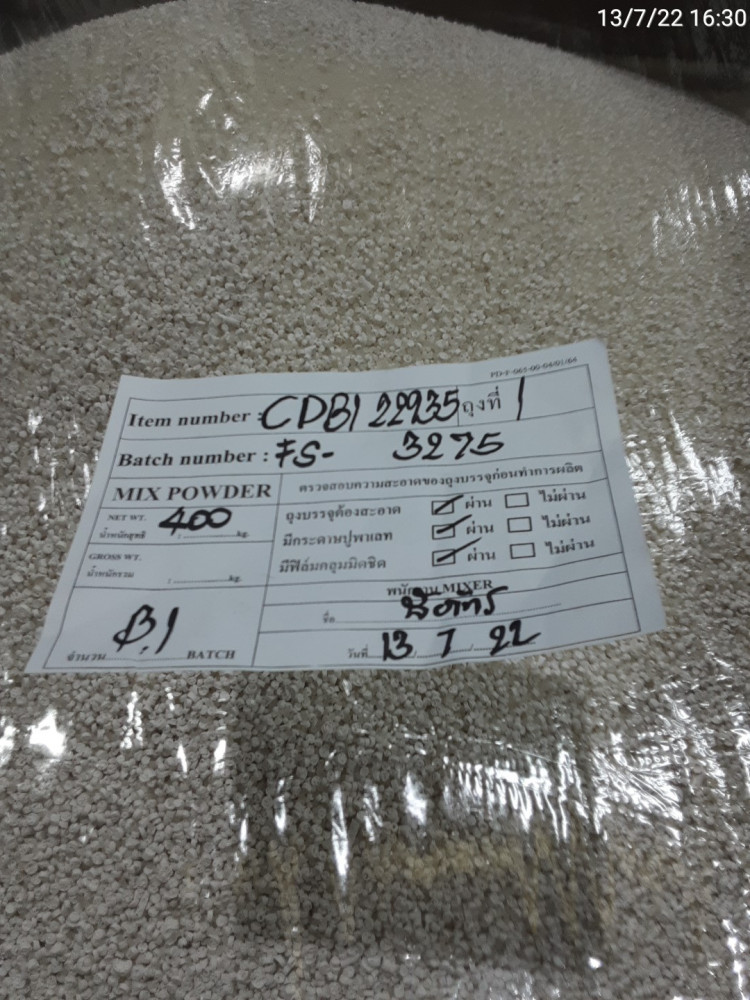 13/7/22 16:30
PD-F-065-00-04/01/64
Item number : CDB1 22935 ถุงที่ 1
Batch number : FS- 3275
MIX POWDER ตรวจสอบความสะอาดของถุงบรรจุก่อนทำการผลิต
NET WT. 400
น้ำหนักสุทธิ :............kg.
ถุงบรรจุต้องสะอาด ☑ ผ่าน ☐ ไม่ผ่าน
มีกระดาษปูพาเลท ☑ ผ่าน ☐ ไม่ผ่าน
GROSS WT.
น้ำหนักรวม :............kg.
มีฟิล์มคลุมมิดชิด ☑ ผ่าน ☐ ไม่ผ่าน
พนักงาน MIXER
ชื่อ
จำนวน B.1 BATCH
วันที่ 13 / 7 / 22